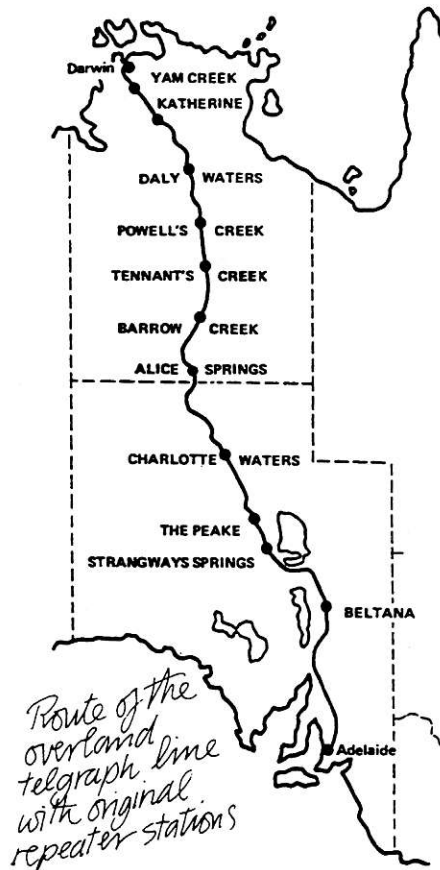 Darwin
YAM CREEK
KATHERINE
DALY WATERS
POWELL'S CREEK
TENNANT'S CREEK
BARROW CREEK
ALICE SPRINGS
CHARLOTTE WATERS
THE PEAKE
STRANGWAYS SPRINGS
BELTANA
Adelaide
Route of the
overland
telgraph line
with original
repeater stations